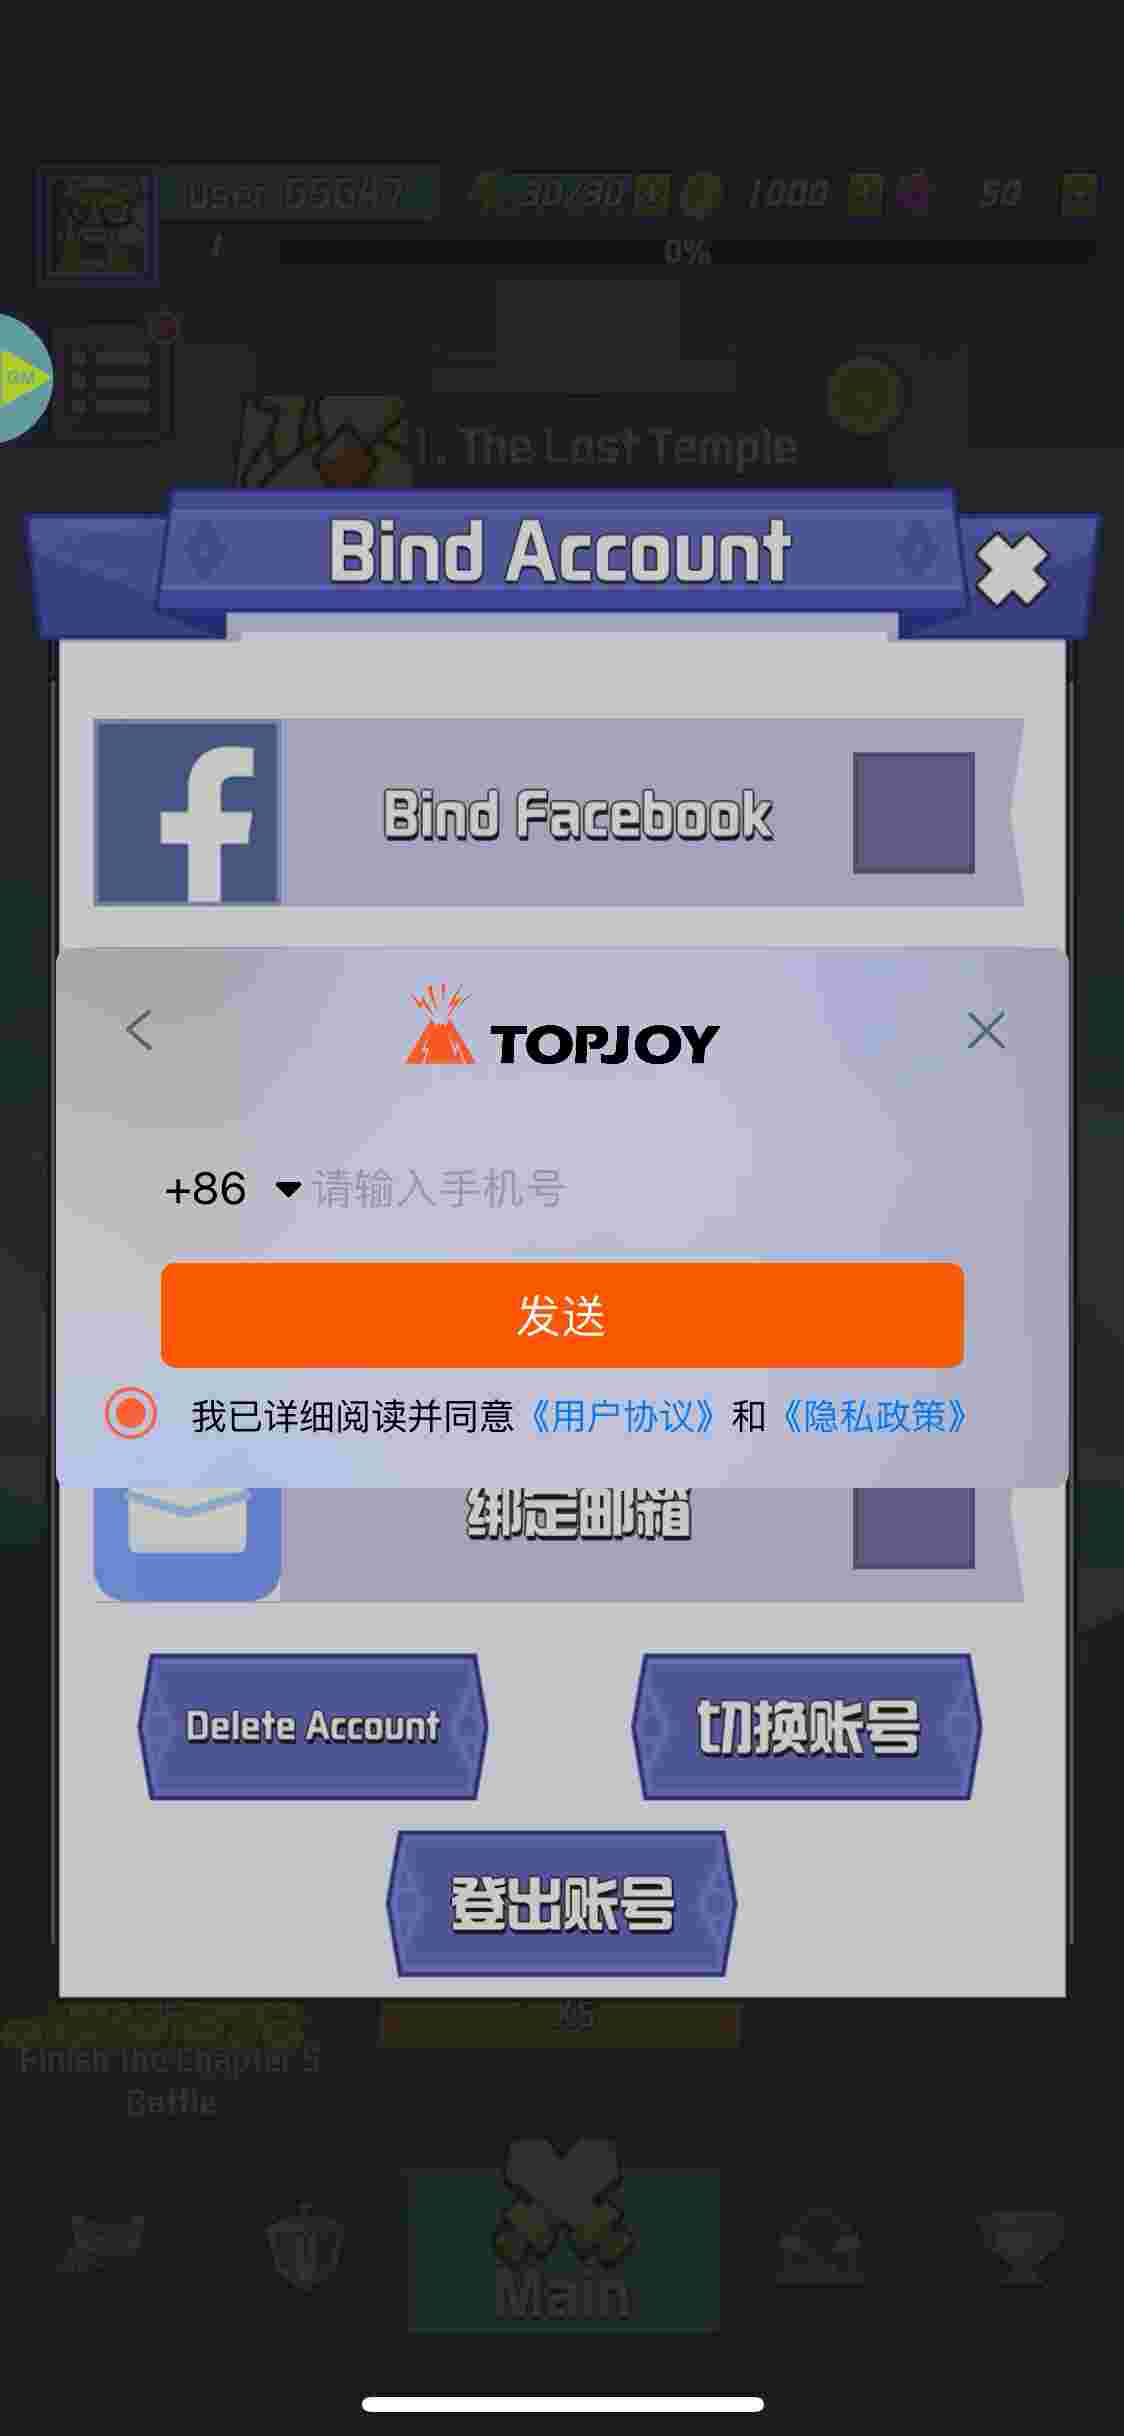 user 65647
30/30
1000
50
1
0%
GM
1. The Lost Temple
Bind Account
Bind Facebook
TOPJOY
+86
请输入手机号
发送
我已详细阅读并同意《用户协议》和《隐私政策》
绑定邮箱
Delete Account
切换账号
登出账号
x5
Finish the Chapter 5
Battle
Main